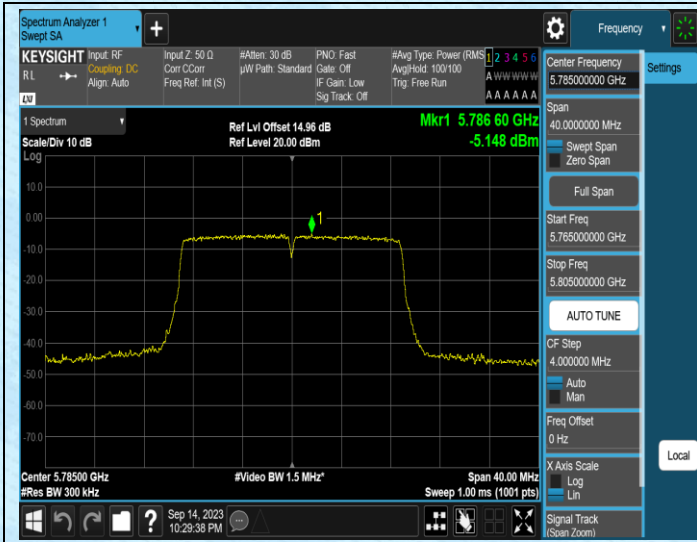 Spectrum Analyzer 1
Swept SA
Frequency
KEYSIGHT
RL
LXI
Input: RF
Coupling: DC
Align: Auto
Input Z: 50 Ω
Corr CCorr
Freq Ref: Int (S)
#Atten: 30 dB
µW Path: Standard
PNO: Fast
Gate: Off
IF Gain: Low
Sig Track: Off
#Avg Type: Power (RMS
Avg|Hold: 100/100
Trig: Free Run
1 2 3 4 5 6
A W W W W W
A A A A A A
1 Spectrum
Scale/Div 10 dB
Log
Ref Lvl Offset 14.96 dB
Ref Level 20.00 dBm
Mkr1 5.786 60 GHz
-5.148 dBm
10.0
0.00
-10.0
-20.0
-30.0
-40.0
-50.0
-60.0
-70.0
1
Center 5.78500 GHz
#Res BW 300 kHz
#Video BW 1.5 MHz*
Span 40.00 MHz
Sweep 1.00 ms (1001 pts)
Sep 14, 2023
10:29:38 PM
Center Frequency
5.785000000 GHz
Span
40.0000000 MHz
Swept Span
Zero Span
Full Span
Start Freq
5.765000000 GHz
Stop Freq
5.805000000 GHz
AUTO TUNE
CF Step
4.000000 MHz
Auto
Man
Freq Offset
0 Hz
X Axis Scale
Log
Lin
Signal Track
(Span Zoom)
Settings
Local